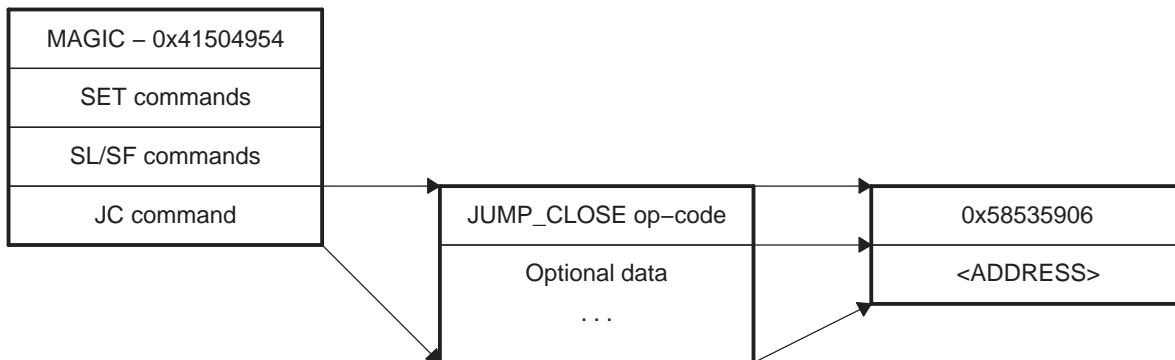 MAGIC – 0x41504954
SET commands
SL/SF commands
JC command
JUMP_CLOSE op–code
Optional data
. . .
0x58535906
<ADDRESS>